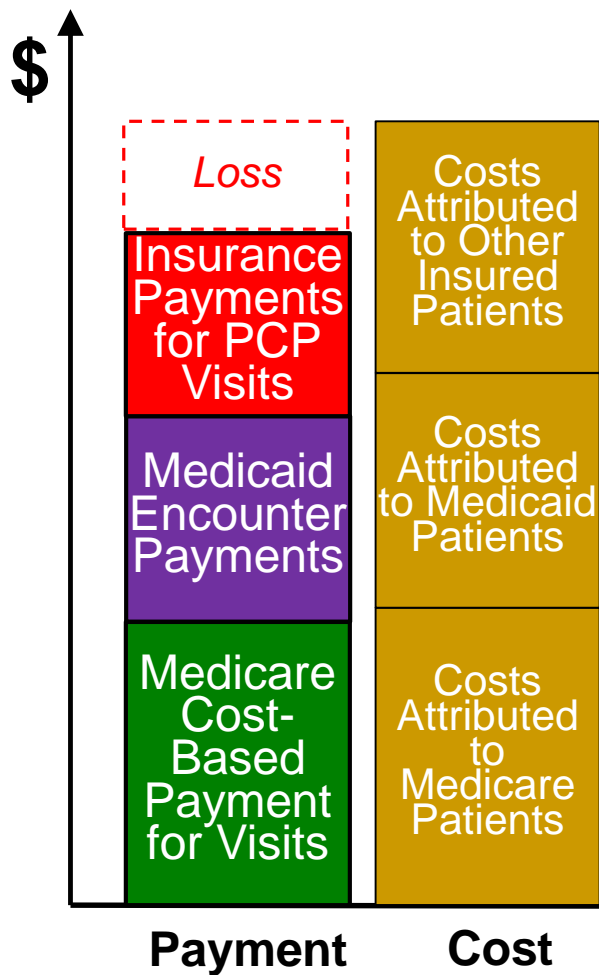 $
Loss
Insurance
Payments
for PCP
Visits
Medicaid
Encounter
Payments
Medicare
Cost-
Based
Payment
for Visits
Costs
Attributed
to Other
Insured
Patients
Costs
Attributed
to Medicaid
Patients
Costs
Attributed
to
Medicare
Patients
Payment
Cost